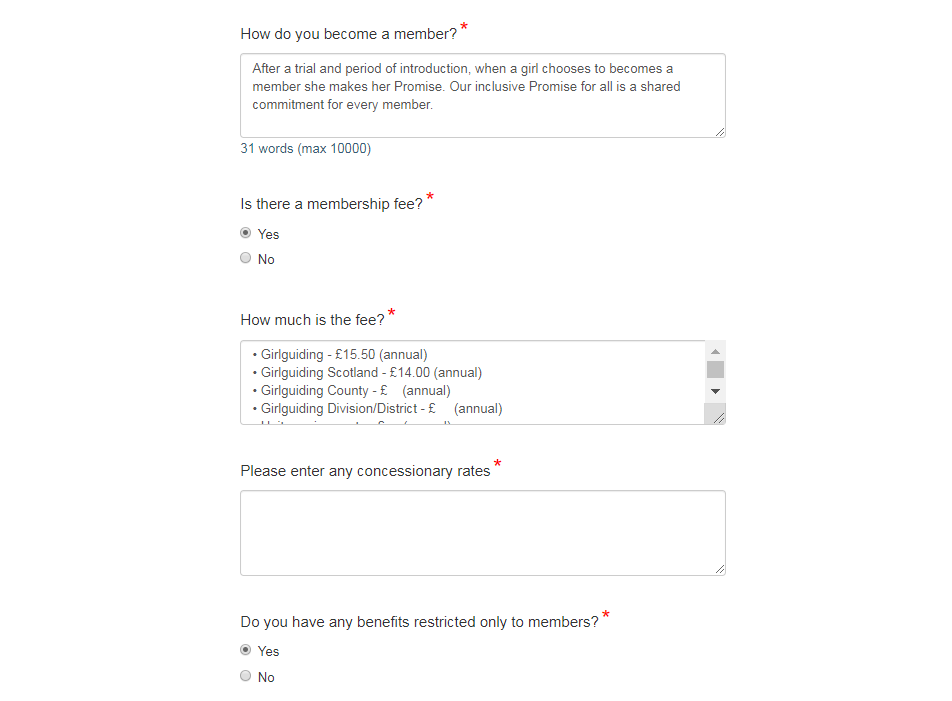 How do you become a member? *
After a trial and period of introduction, when a girl chooses to becomes a
member she makes her Promise. Our inclusive Promise for all is a shared
commitment for every member.
31 words (max 10000)
Is there a membership fee? *
Yes
No
How much is the fee? *
• Girlguiding - £15.50 (annual)
• Girlguiding Scotland - £14.00 (annual)
• Girlguiding County - £    (annual)
• Girlguiding Division/District - £     (annual)
Please enter any concessionary rates *
Do you have any benefits restricted only to members? *
Yes
No